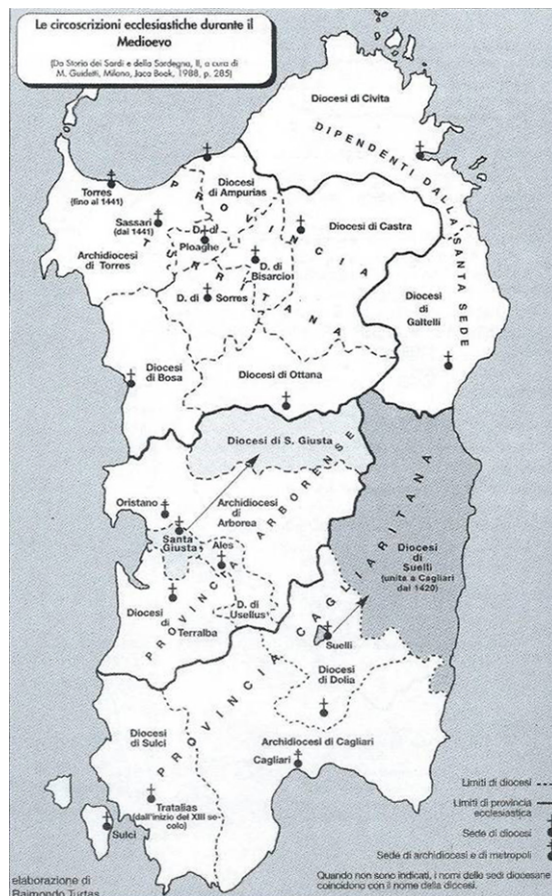 Le circoscrizioni ecclesiastiche durante il
Medioevo
(Da Storia dei Sardi e della Sardegna, II, a cura di
M. Guidetti, Milano, Jaca Book, 1988, p. 285)
Diocesi di Civita
DIPENDENTI DALLA SANTA SEDE
Torres
(fino al 1441)
Diocesi
di Ampurias
PROVINCIA
TURRITANA
Sassari
(dal 1441)
D. di
Ploaghe
Diocesi di Castra
Archidiocesi
di Torres
D. di
Bisarcio
D. di Sorres
Diocesi
di
Galtelli
Diocesi
di Bosa
Diocesi di Ottana
Diocesi di S. Giusta
PROVINCIA ARBORENSE
Oristano
Archidiocesi
di
Arborea
Santa
Giusta
Ales
PROVINCIA CAGLIARITANA
Diocesi
di
Suelli
(unita a Cagliari
dal 1420)
Diocesi
di
Terralba
D. di
Usellus
Suelli
Diocesi
di Dolia
Diocesi
di Sulci
Archidiocesi di Cagliari
Cagliari
Tratalias
(dall'inizio del XIII se-
colo)
Sulci
Limiti di diocesi
Limiti di provincia
ecclesiastica
Sede di diocesi
Sede di archidiocesi e di metropoli
Quando non sono indicati, i nomi delle sedi diocesane
coincidono con il nome della diocesi.
elaborazione di
Raimondo Turtas